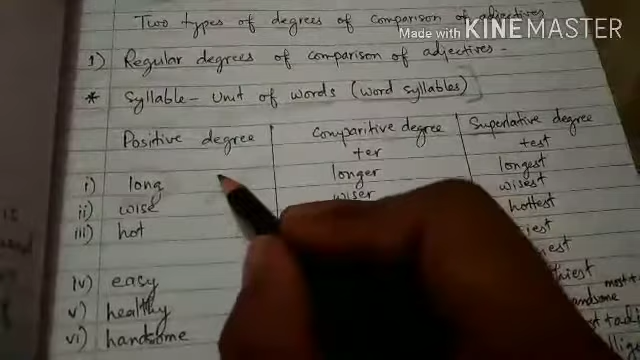 Two types of degrees of comparison of adjectives
Made with KINEMASTER
1) Regular degrees of comparison of adjectives -
* Syllable - Unit of words (word syllables)
Positive degree Comparitive degree Superlative degree
+er +est
i) long longer longest
ii) wise wiser wisest
iii) hot hottest
iv) easy
v) healthy
vi) handsome